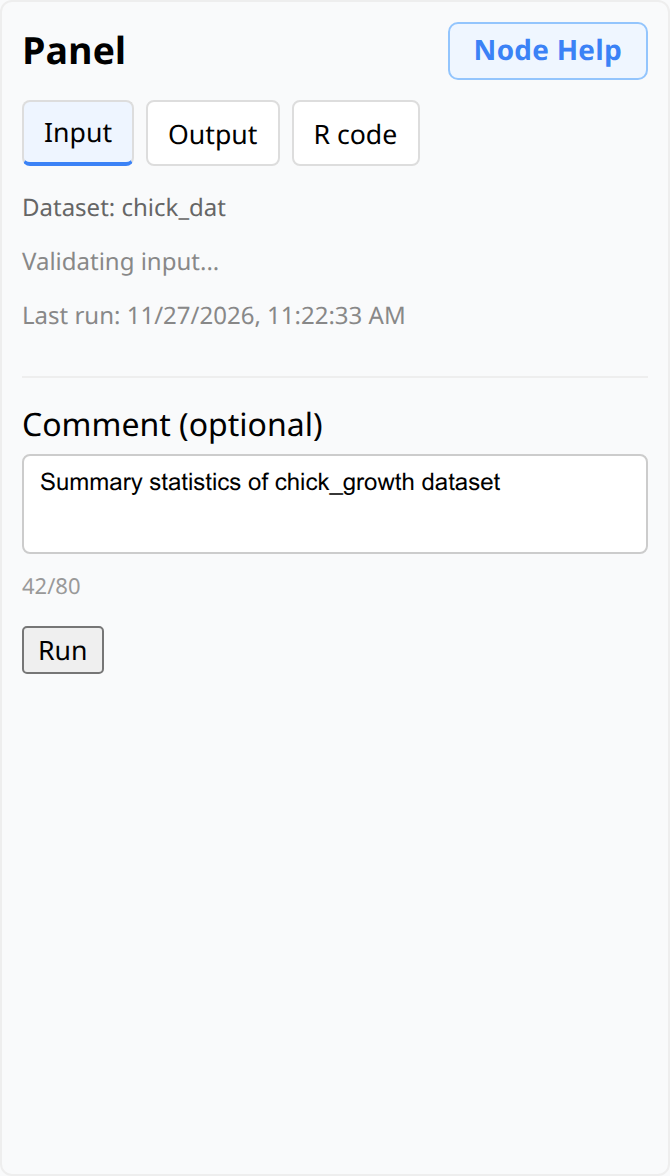 Panel
Node Help
Input
Output
R code
Dataset: chick_dat
Validating input...
Last run: 11/27/2026, 11:22:33 AM
Comment (optional)
Summary statistics of chick_growth dataset
42/80
Run